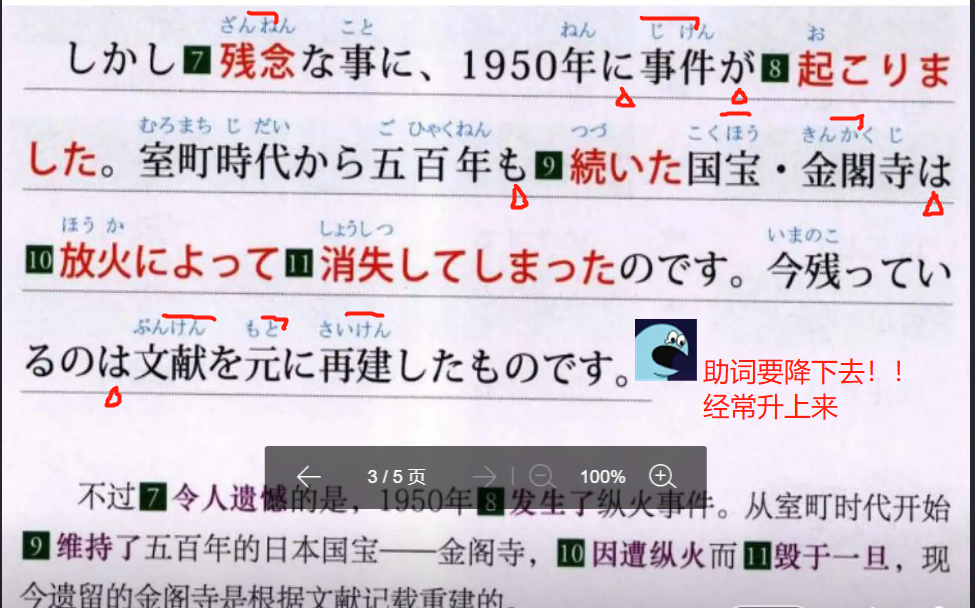 ざんねん こと ねん じ けん お
しかし7残念な事に、1950年に事件が8起こりま
むろまち じ だい ご ひゃくねん つづ こくほう きんかく じ
した。室町時代から五百年も9続いた国宝・金閣寺は
ほう か しょうしつ いまのこ
10放火によって11消失してしまったのです。今残ってい
ぶんけん もと さいけん
るのは文献を元に再建したものです。
助词要降下去！！
经常升上来
3 / 5 页 100%
不过7令人遗憾的是，1950年8发生了纵火事件。从室町时代开始
9维持了五百年的日本国宝——金阁寺，10因遭纵火而11毁于一旦，现
今遗留的金阁寺是根据文献记载重建的。